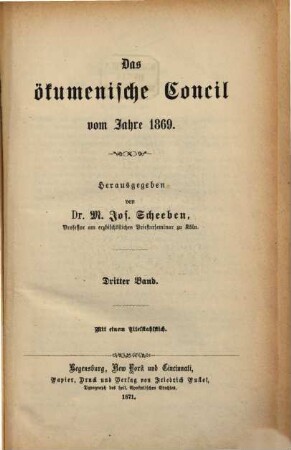 Das
ökumenische Concil
vom Jahre 1869.
Herausgegeben
von
Dr. M. Jos. Scheeben,
Professor am erzbischöflichen Priesterseminar zu Köln.
Dritter Band.
Mit einem Titelstahlstich.
Regensburg, New York und Cincinnati,
Papier, Druck und Verlag von Friedrich Pustet,
Typograph des heil. Apostolischen Stuhles.
1871.